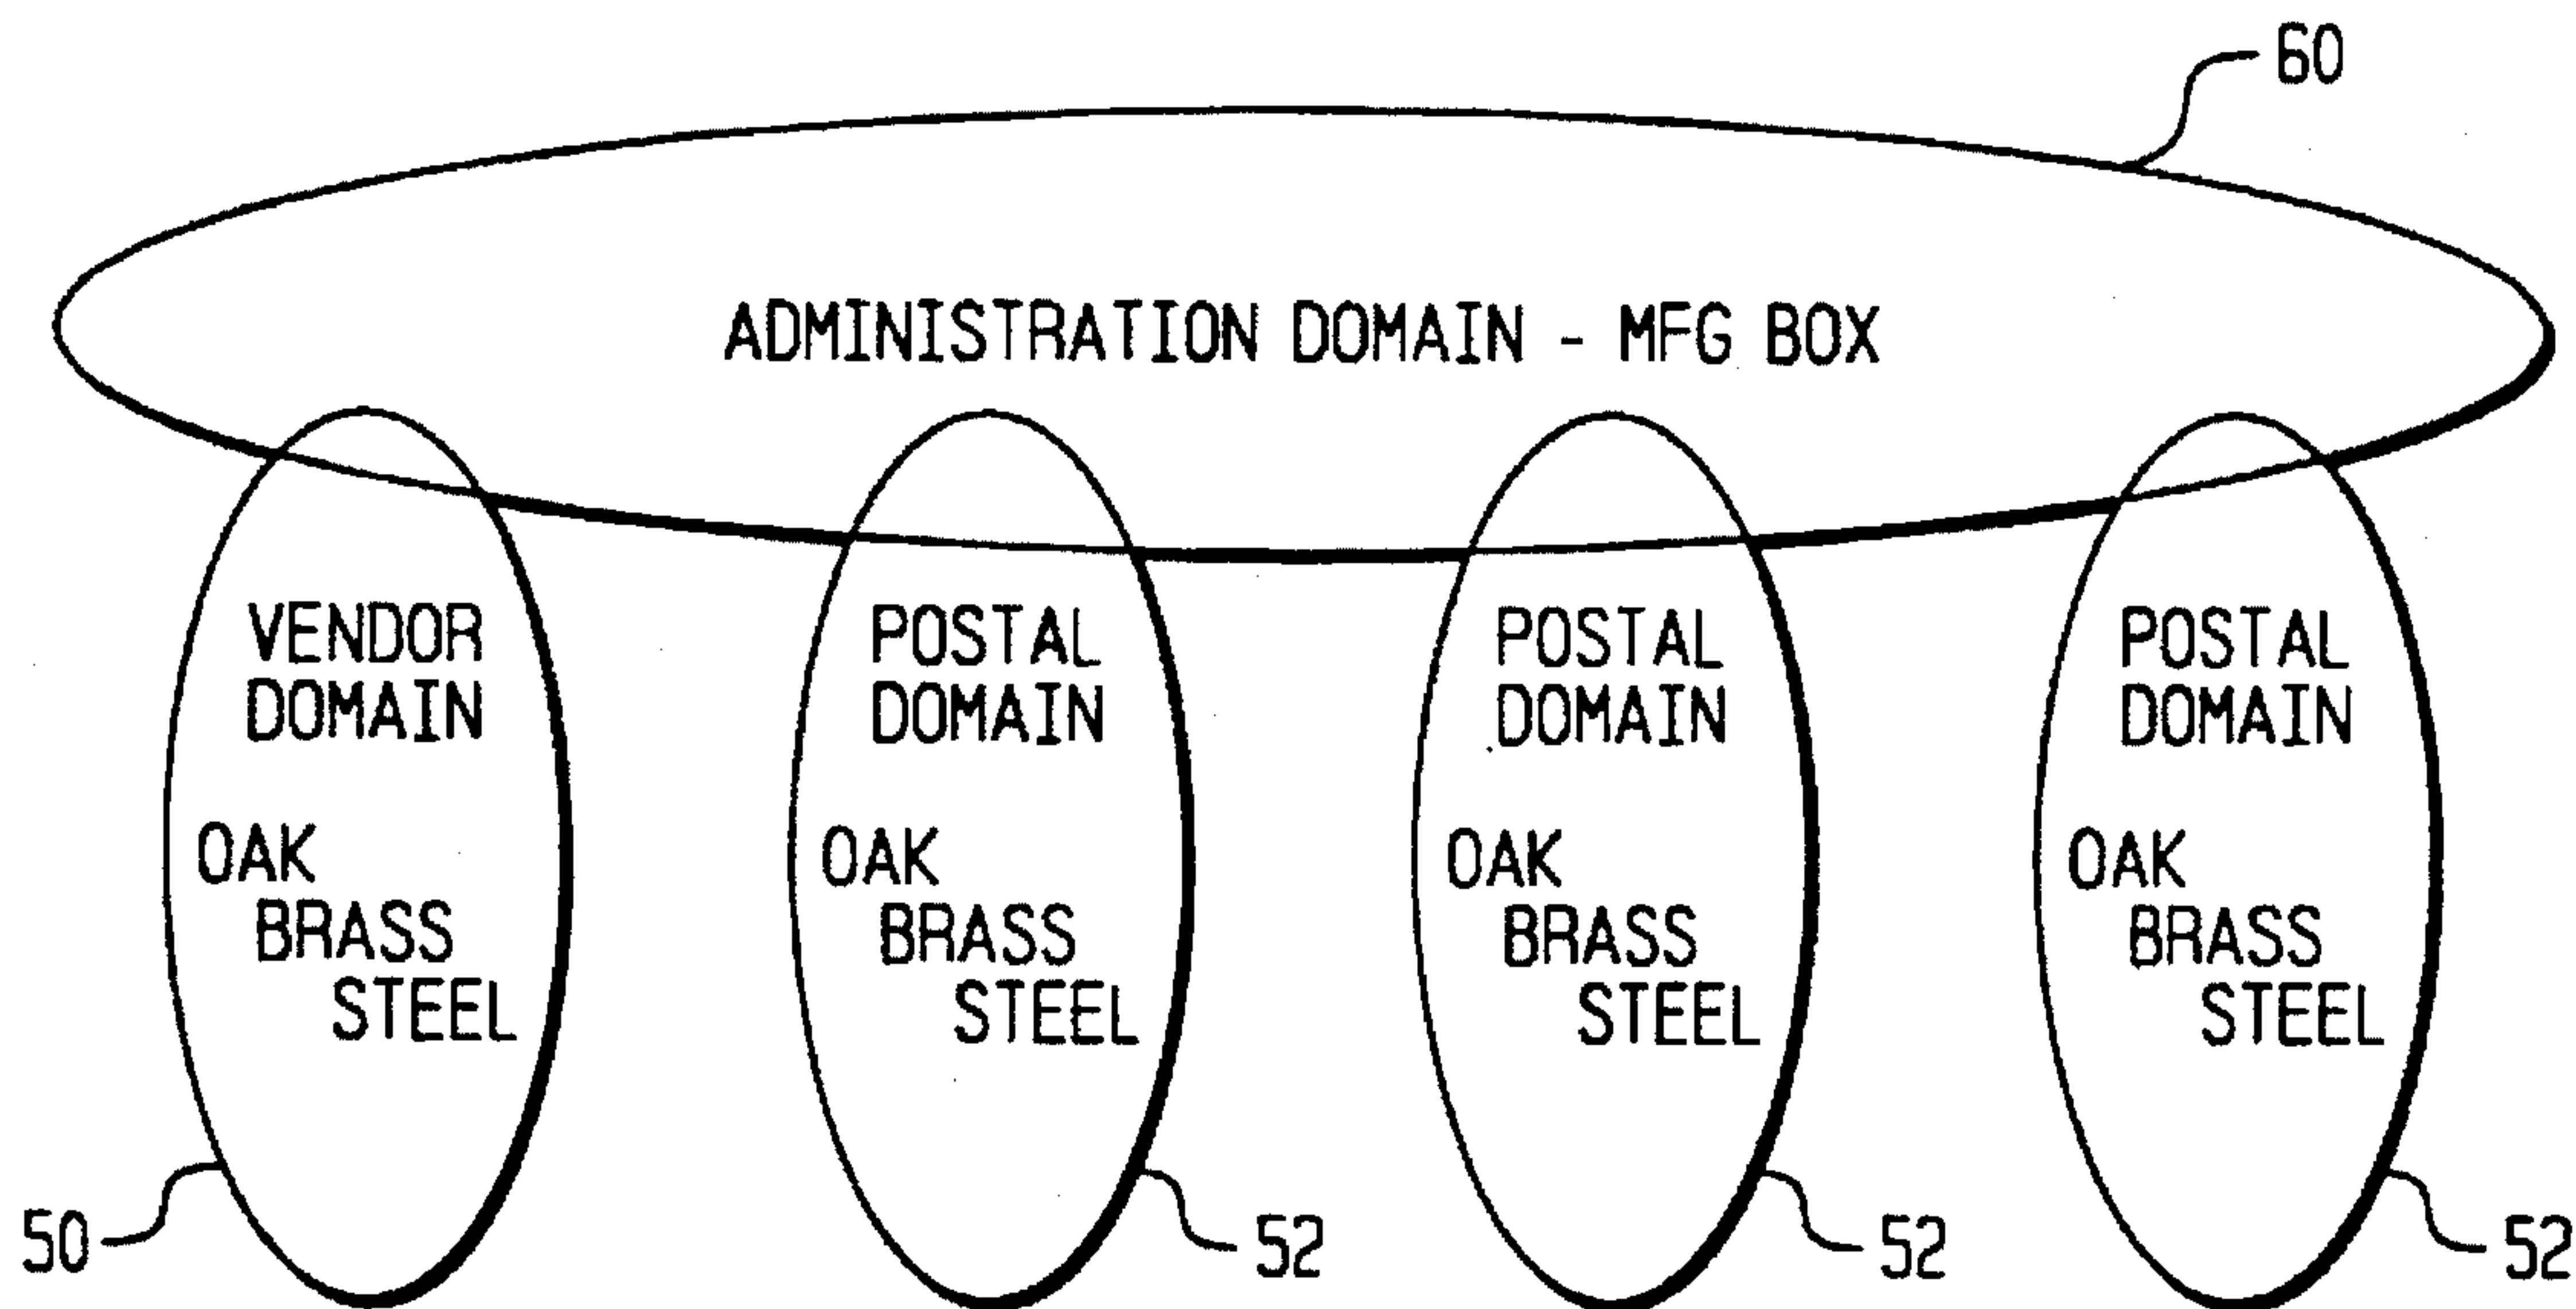 60
ADMINISTRATION DOMAIN - MFG BOX
VENDOR
DOMAIN
OAK
BRASS
STEEL
50
POSTAL
DOMAIN
OAK
BRASS
STEEL
52
POSTAL
DOMAIN
OAK
BRASS
STEEL
52
POSTAL
DOMAIN
OAK
BRASS
STEEL
52